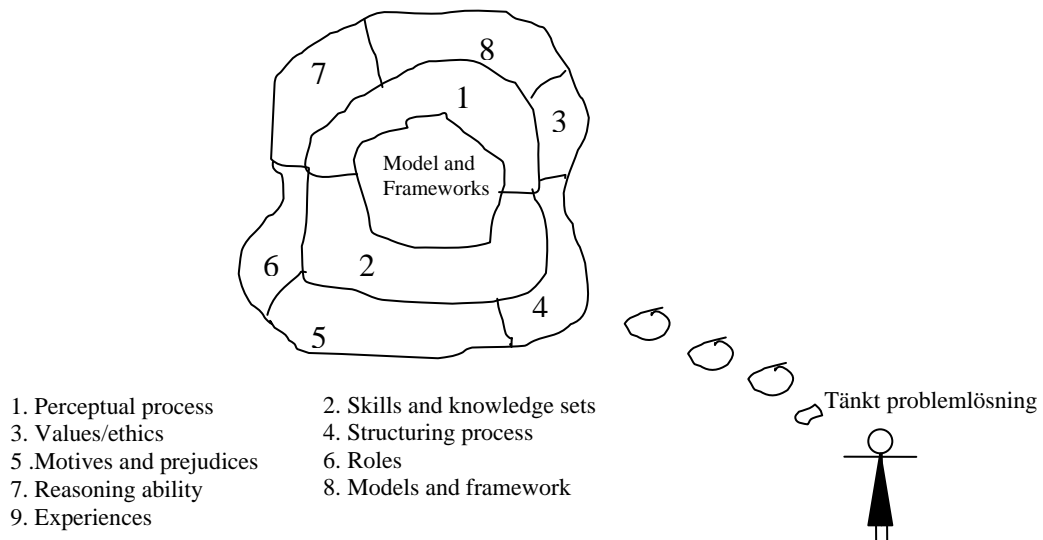 7
8
1
3
Model and
Frameworks
6
2
4
5
1. Perceptual process
2. Skills and knowledge sets
3. Values/ethics
4. Structuring process
5 .Motives and prejudices
6. Roles
7. Reasoning ability
8. Models and framework
9. Experiences
Tänkt problemlösning